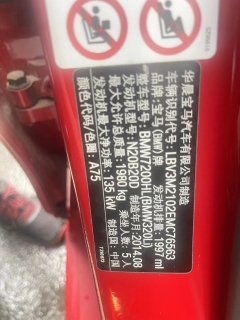 华晨宝马汽车有限公司制造
车辆识别代号: LBV3M2102EMC76563
品牌: 宝马(BMW)牌
整车型号: BMW7200HL(BMW320Li)
发动机型号: N20B20D 发动机排量: 1997 ml
最大允许总质量: 1980 kg 制造年月: 2014.08
发动机最大净功率: 135 kW 乘坐人数: 5人
颜色代码/色圈: A75 制造国: 中国